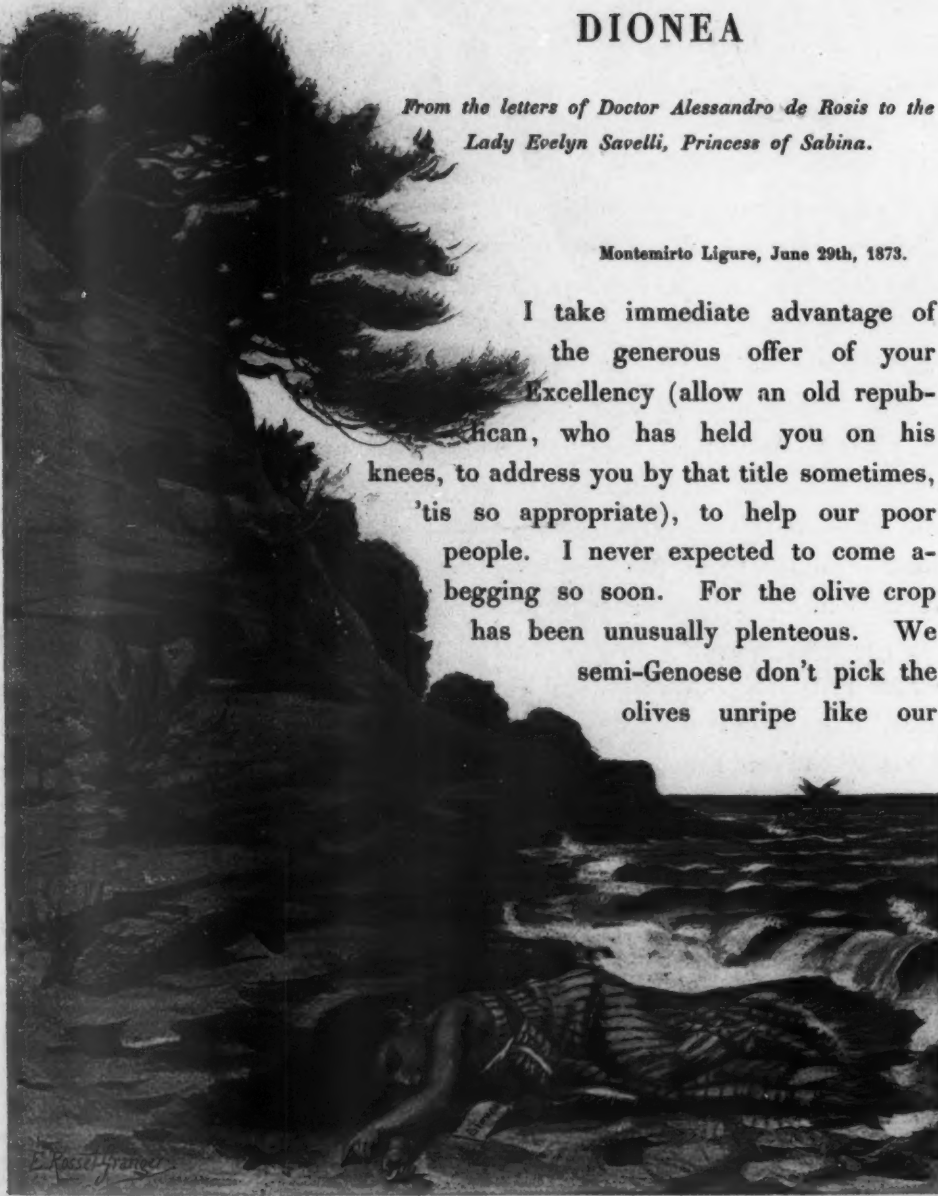 DIONEA
From the letters of Doctor Alessandro de Rosis to the
Lady Evelyn Savelli, Princess of Sabina.
Montemirto Ligure, June 29th, 1873.
I take immediate advantage of
the generous offer of your
Excellency (allow an old repub-
lican, who has held you on his
knees, to address you by that title sometimes,
'tis so appropriate), to help our poor
people. I never expected to come a-
begging so soon. For the olive crop
has been unusually plenteous. We
semi-Genoese don't pick the
olives unripe like our
E. Rosset-Granger